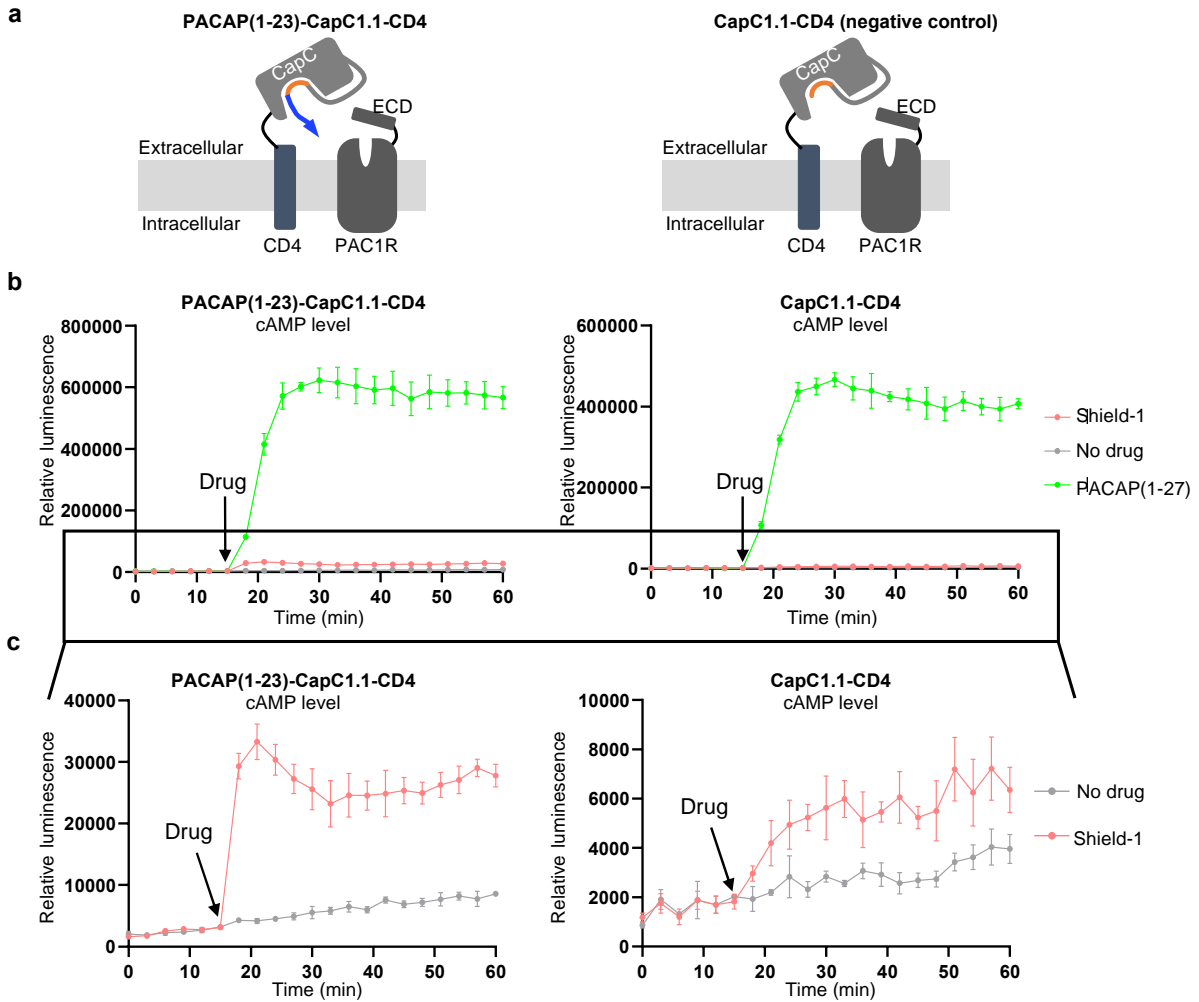 a
PACAP(1-23)-CapC1.1-CD4
CapC1.1-CD4 (negative control)
CapC
ECD
Extracellular
Intracellular
CD4
PAC1R
CapC
ECD
Extracellular
Intracellular
CD4
PAC1R
b
PACAP(1-23)-CapC1.1-CD4
cAMP level
Relative luminescence
800000
600000
400000
200000
0
Drug
0 10 20 30 40 50 60
Time (min)
CapC1.1-CD4
cAMP level
Relative luminescence
600000
400000
200000
0
Drug
0 10 20 30 40 50 60
Time (min)
Shield-1
No drug
PACAP(1-27)
c
PACAP(1-23)-CapC1.1-CD4
cAMP level
Relative luminescence
40000
30000
20000
10000
0
Drug
0 10 20 30 40 50 60
Time (min)
CapC1.1-CD4
cAMP level
Relative luminescence
10000
8000
6000
4000
2000
0
Drug
0 10 20 30 40 50 60
Time (min)
No drug
Shield-1